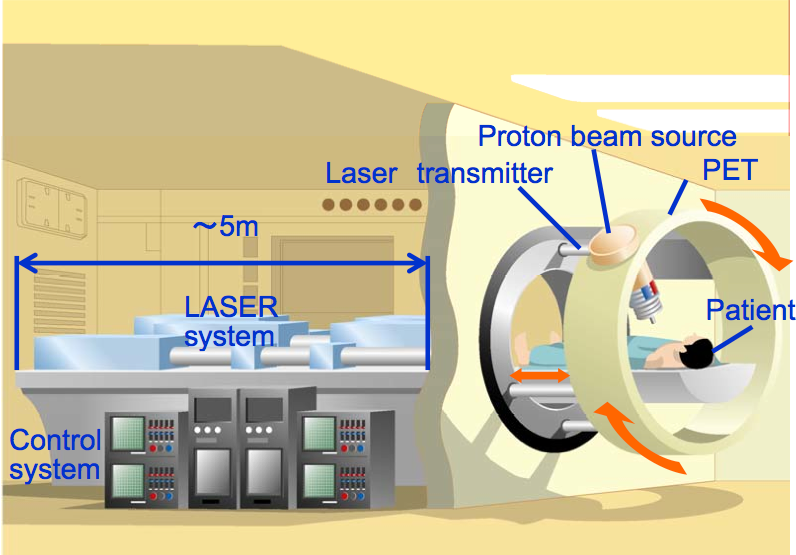 Proton beam source
Laser transmitter
PET
~5m
LASER
system
Patient
Control
system